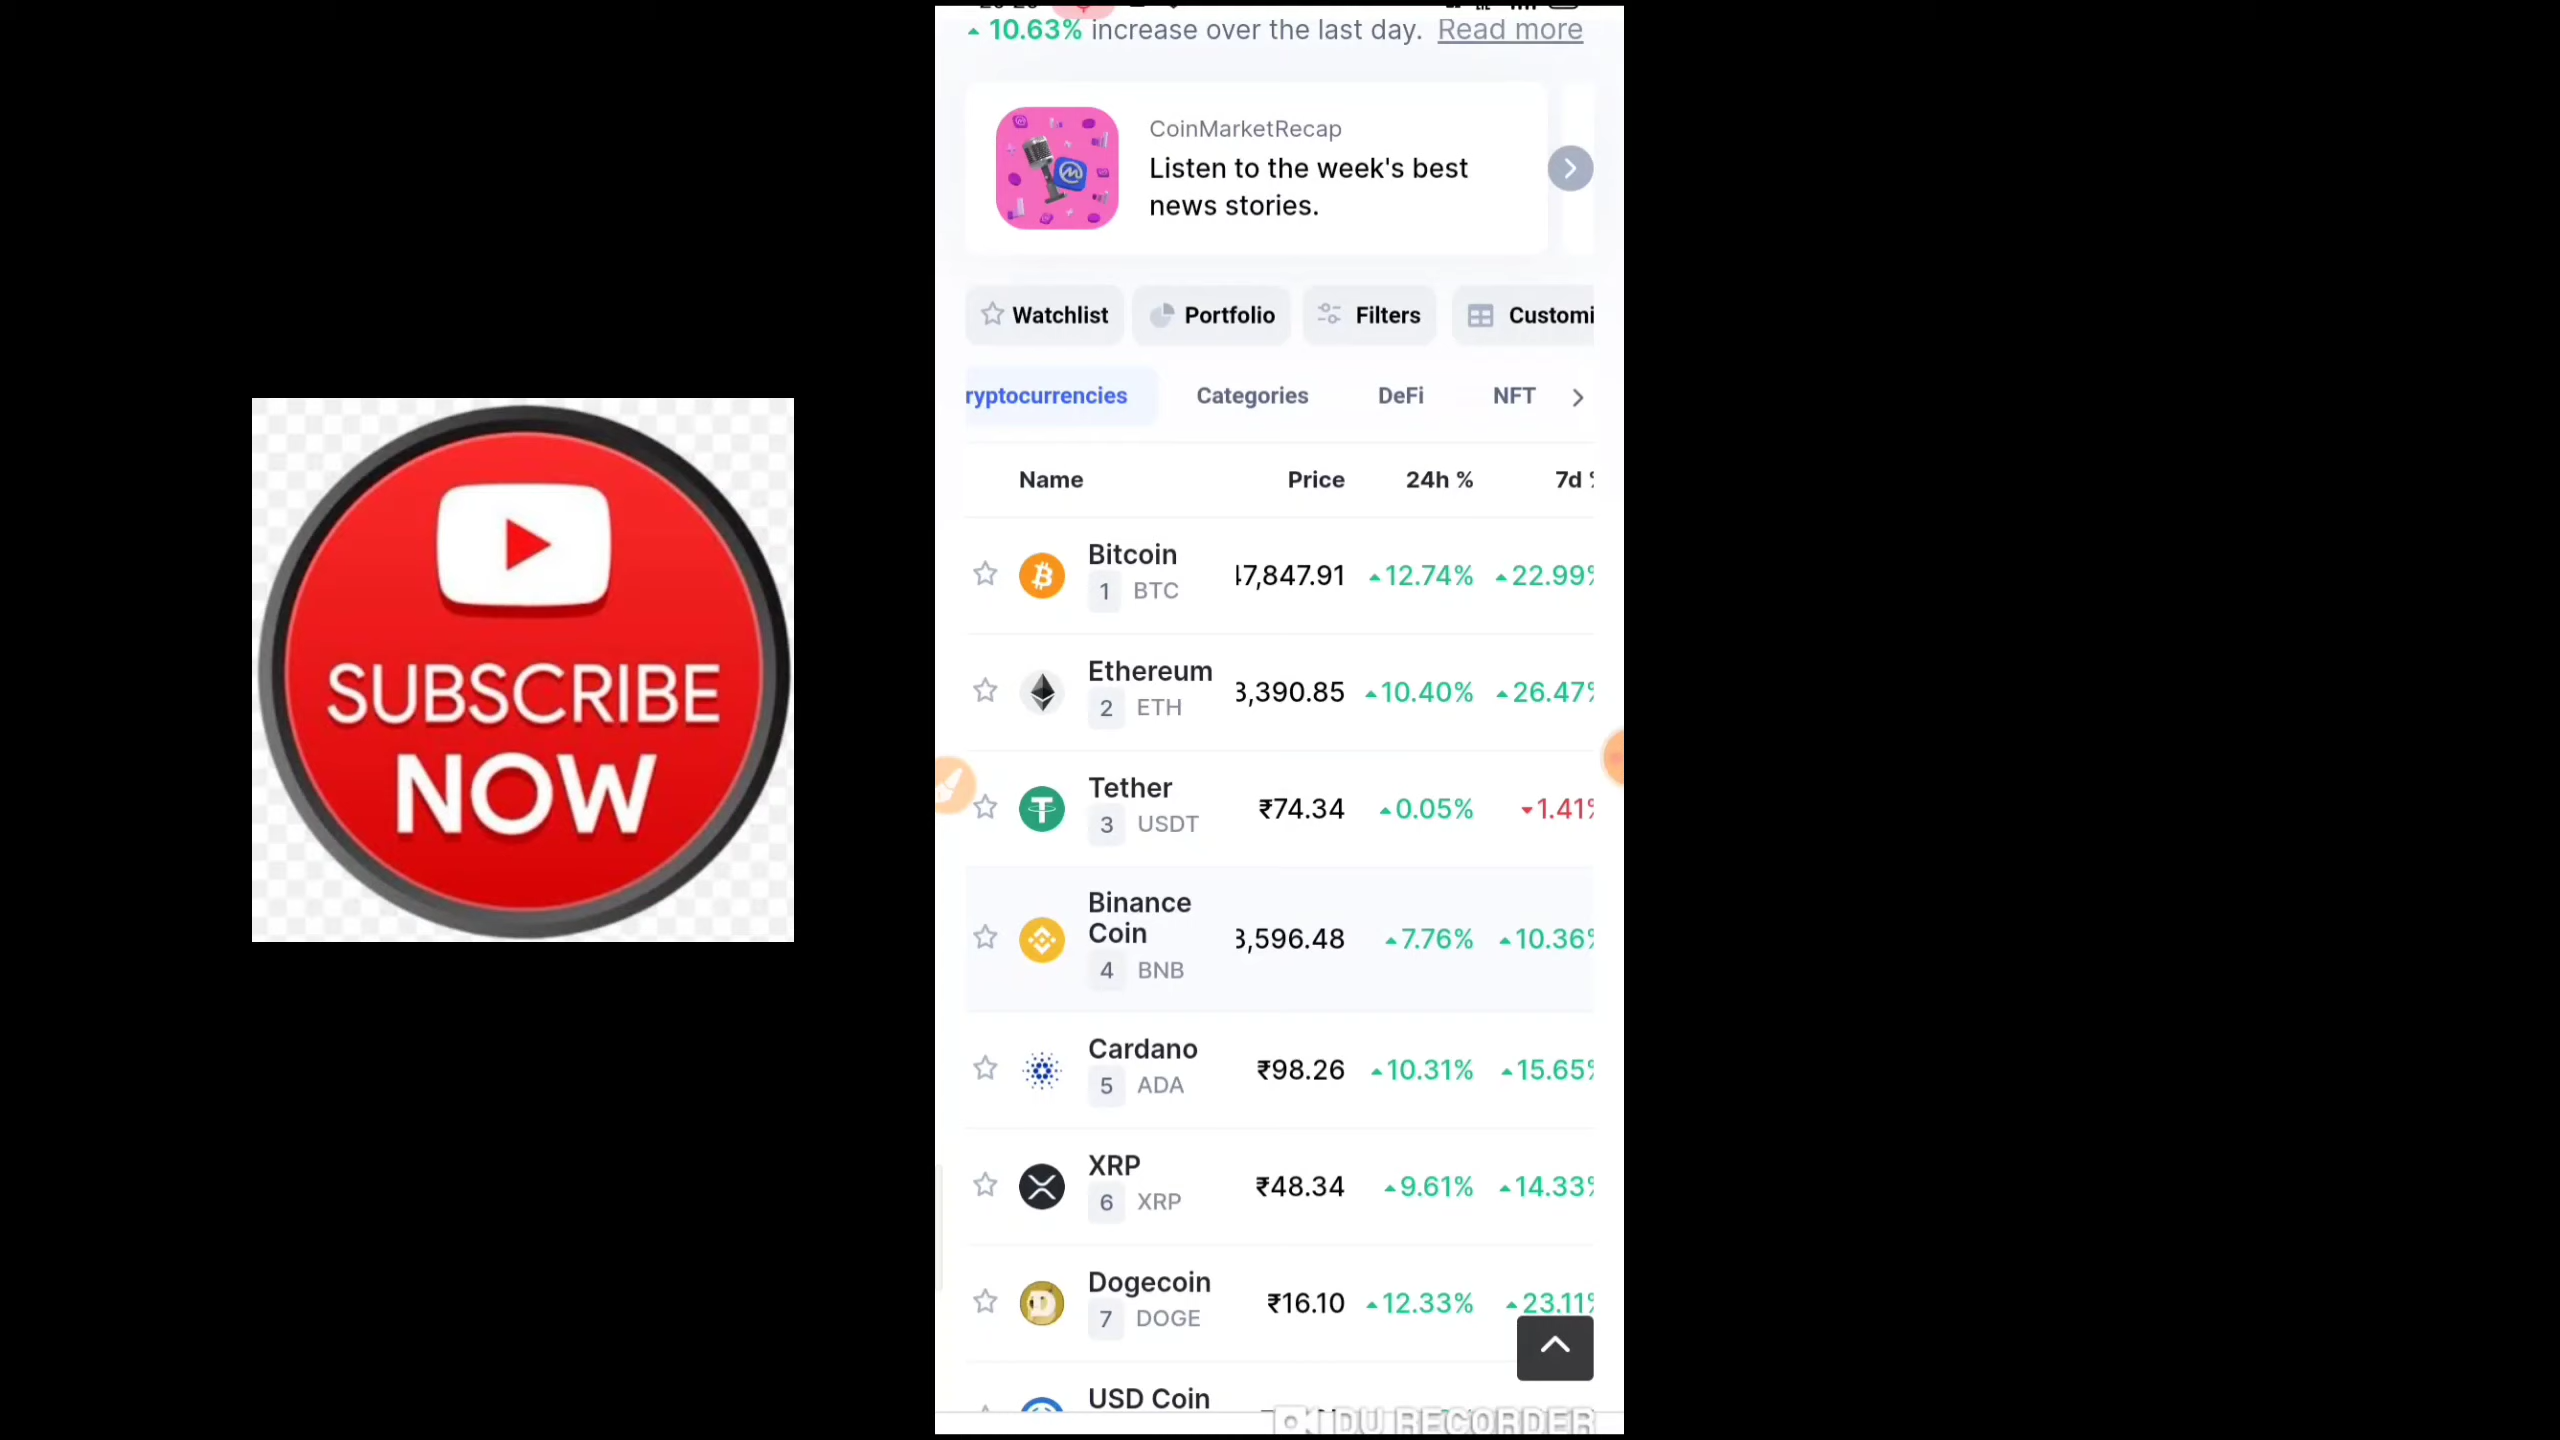 10.63% increase over the last day. Read more
CoinMarketRecap
Listen to the week's best
news stories.
Watchlist
Portfolio
Filters
Customi
ryptocurrencies
Categories
DeFi
NFT
Name Price 24h % 7d
Bitcoin
1 BTC
7,847.91 12.74% 22.99%
Ethereum
2 ETH
3,390.85 10.40% 26.47%
Tether
3 USDT
₹74.34 0.05% 1.41%
Binance
Coin
4 BNB
3,596.48 7.76% 10.36%
Cardano
5 ADA
₹98.26 10.31% 15.65%
XRP
6 XRP
₹48.34 9.61% 14.33%
Dogecoin
7 DOGE
₹16.10 12.33% 23.11%
USD Coin
DU RECORDER
SUBSCRIBE
NOW